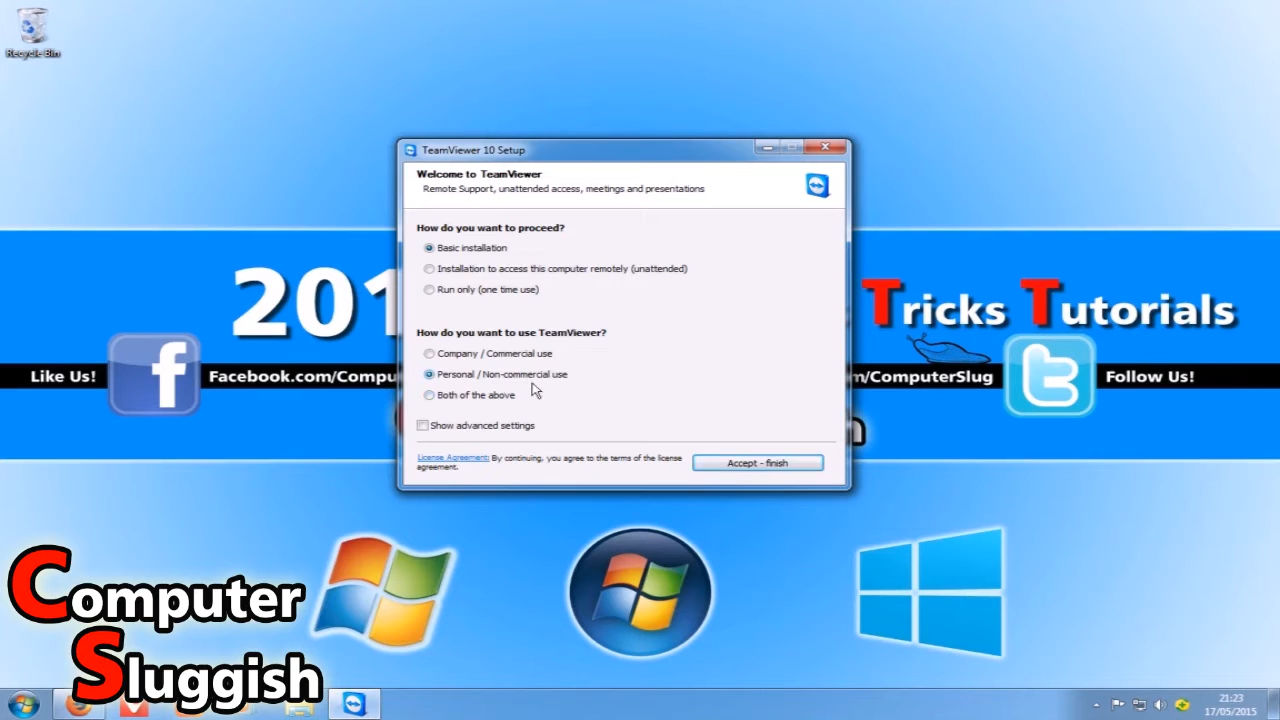 Recycle Bin
TeamViewer 10 Setup
Welcome to TeamViewer
Remote Support, unattended access, meetings and presentations
How do you want to proceed?
Basic installation
Installation to access this computer remotely (unattended)
Run only (one time use)
How do you want to use TeamViewer?
Company / Commercial use
Personal / Non-commercial use
Both of the above
Show advanced settings
License Agreement: By continuing, you agree to the terms of the license
agreement.
Accept - finish
201
Tricks Tutorials
Like Us!
Facebook.com/Compu
m/ComputerSlug
Follow Us!
Computer
Sluggish
21:23
17/05/2015